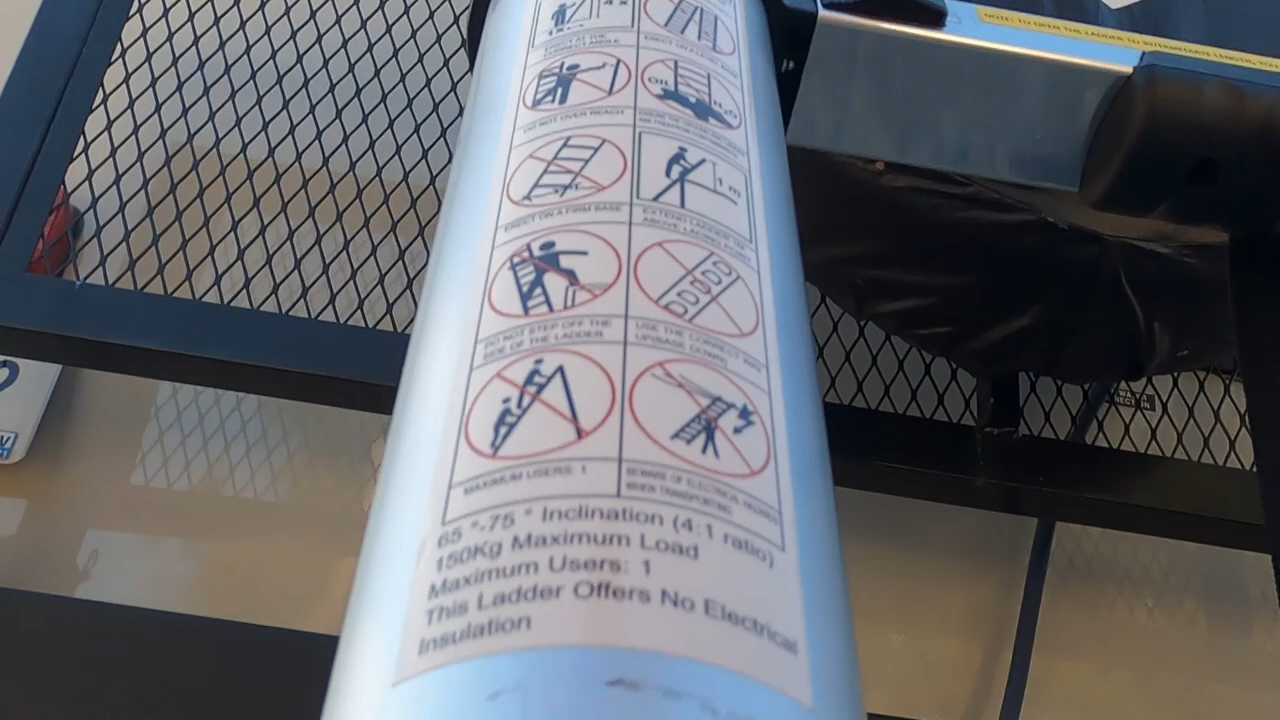 NOTE: TO OPEN THE LADDER TO INTERMEDIATE LENGTH, YOU
4 x
ERECT AT THE
CORRECT ANGLE
OIL
H₂O
DO NOT OVER REACH
1 m
ERECT ON A FIRM BASE
EXTEND LADDER 1M
ABOVE LADING POINT
DO NOT STEP OFF THE
SIDE OF THE LADDER
USE THE CORRECT WAY
UP(BASE DOWN)
MAXIMUM USERS: 1
BEWARE OF ELECTRICAL HAZARDS
WHEN TRANSPORTING
65 °-75 ° Inclination (4:1 ratio)
150Kg Maximum Load
Maximum Users: 1
This Ladder Offers No Electrical
Insulation